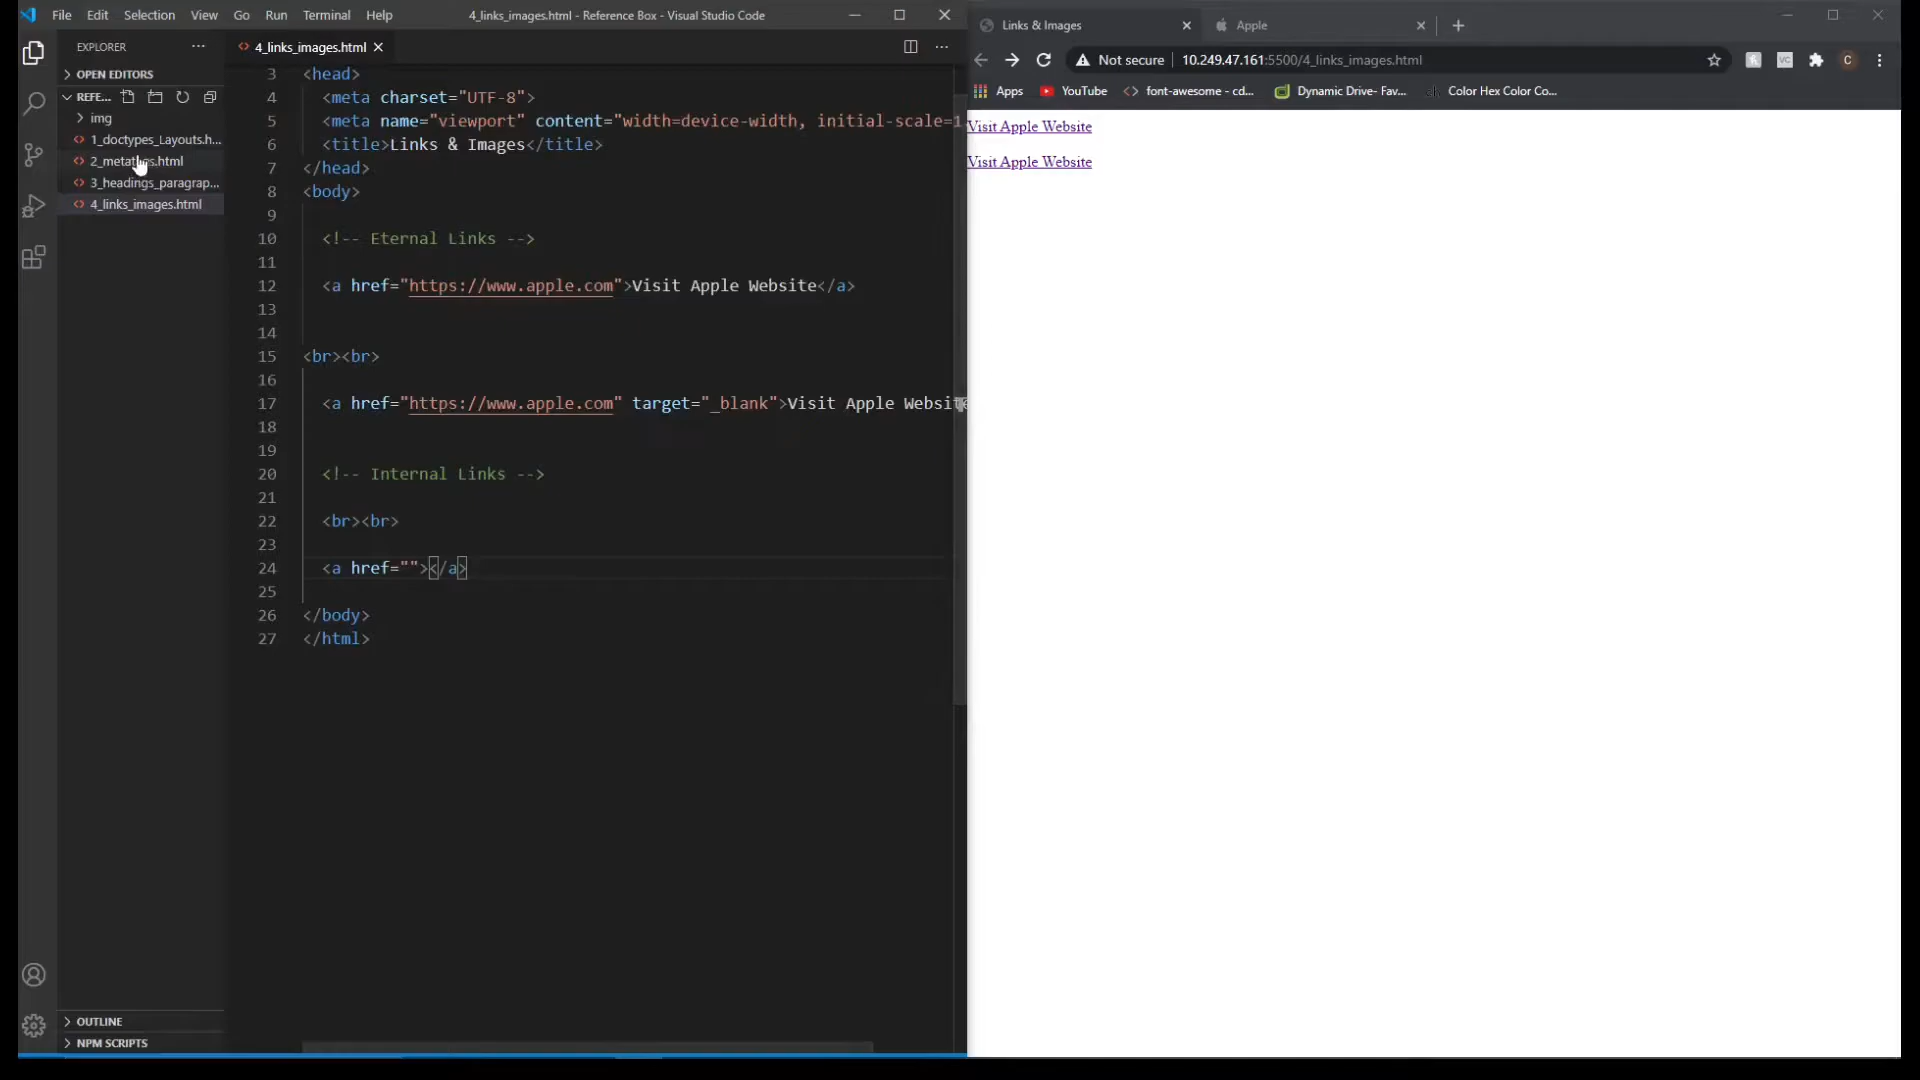 File Edit Selection View Go Run Terminal Help
4_links_images.html - Reference Box - Visual Studio Code
EXPLORER
OPEN EDITORS
REFE...
img
1_doctypes_Layouts.h...
3_headings_paragrap...
4_links_images.html
4_links_images.html
3 <head>
4 <meta charset="UTF-8">
5 <meta name="viewport" content="width=device-width, initial-scale=1
6 <title>Links & Images</title>
7 </head>
8 <body>
9
10 <!-- Eternal Links -->
11
12 <a href="https://www.apple.com">Visit Apple Website</a>
13
14
15 <br><br>
16
17 <a href="https://www.apple.com" target="_blank">Visit Apple Website
18
19
20 <!-- Internal Links -->
21
22 <br><br>
23
24 <a href=""></a>
25
26 </body>
27 </html>
OUTLINE
NPM SCRIPTS
Links & Images
Apple
Not secure 10.249.47.161:5500/4_links_images.html
C
Apps YouTube font-awesome - cd... Dynamic Drive- Fav... Color Hex Color Co...
Visit Apple Website
Visit Apple Website